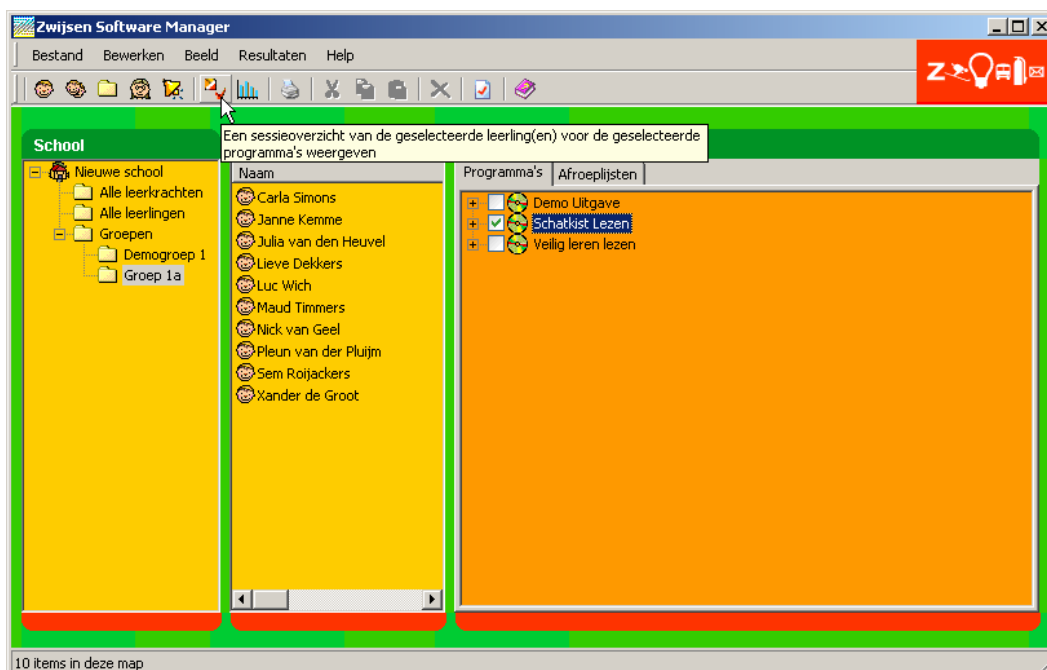 Zwijsen Software Manager
Bestand Bewerken Beeld Resultaten Help
Z
Een sessieoverzicht van de geselecteerde leerling(en) voor de geselecteerde
programma's weergeven
School
Nieuwe school
Alle leerkrachten
Alle leerlingen
Groepen
Demogroep 1
Groep 1a
Naam
Carla Simons
Janne Kemme
Julia van den Heuvel
Lieve Dekkers
Luc Wich
Maud Timmers
Nick van Geel
Pleun van der Pluijm
Sem Roijackers
Xander de Groot
Programma's Afroeplijsten
Demo Uitgave
Schatkist Lezen
Veilig leren lezen
10 items in deze map